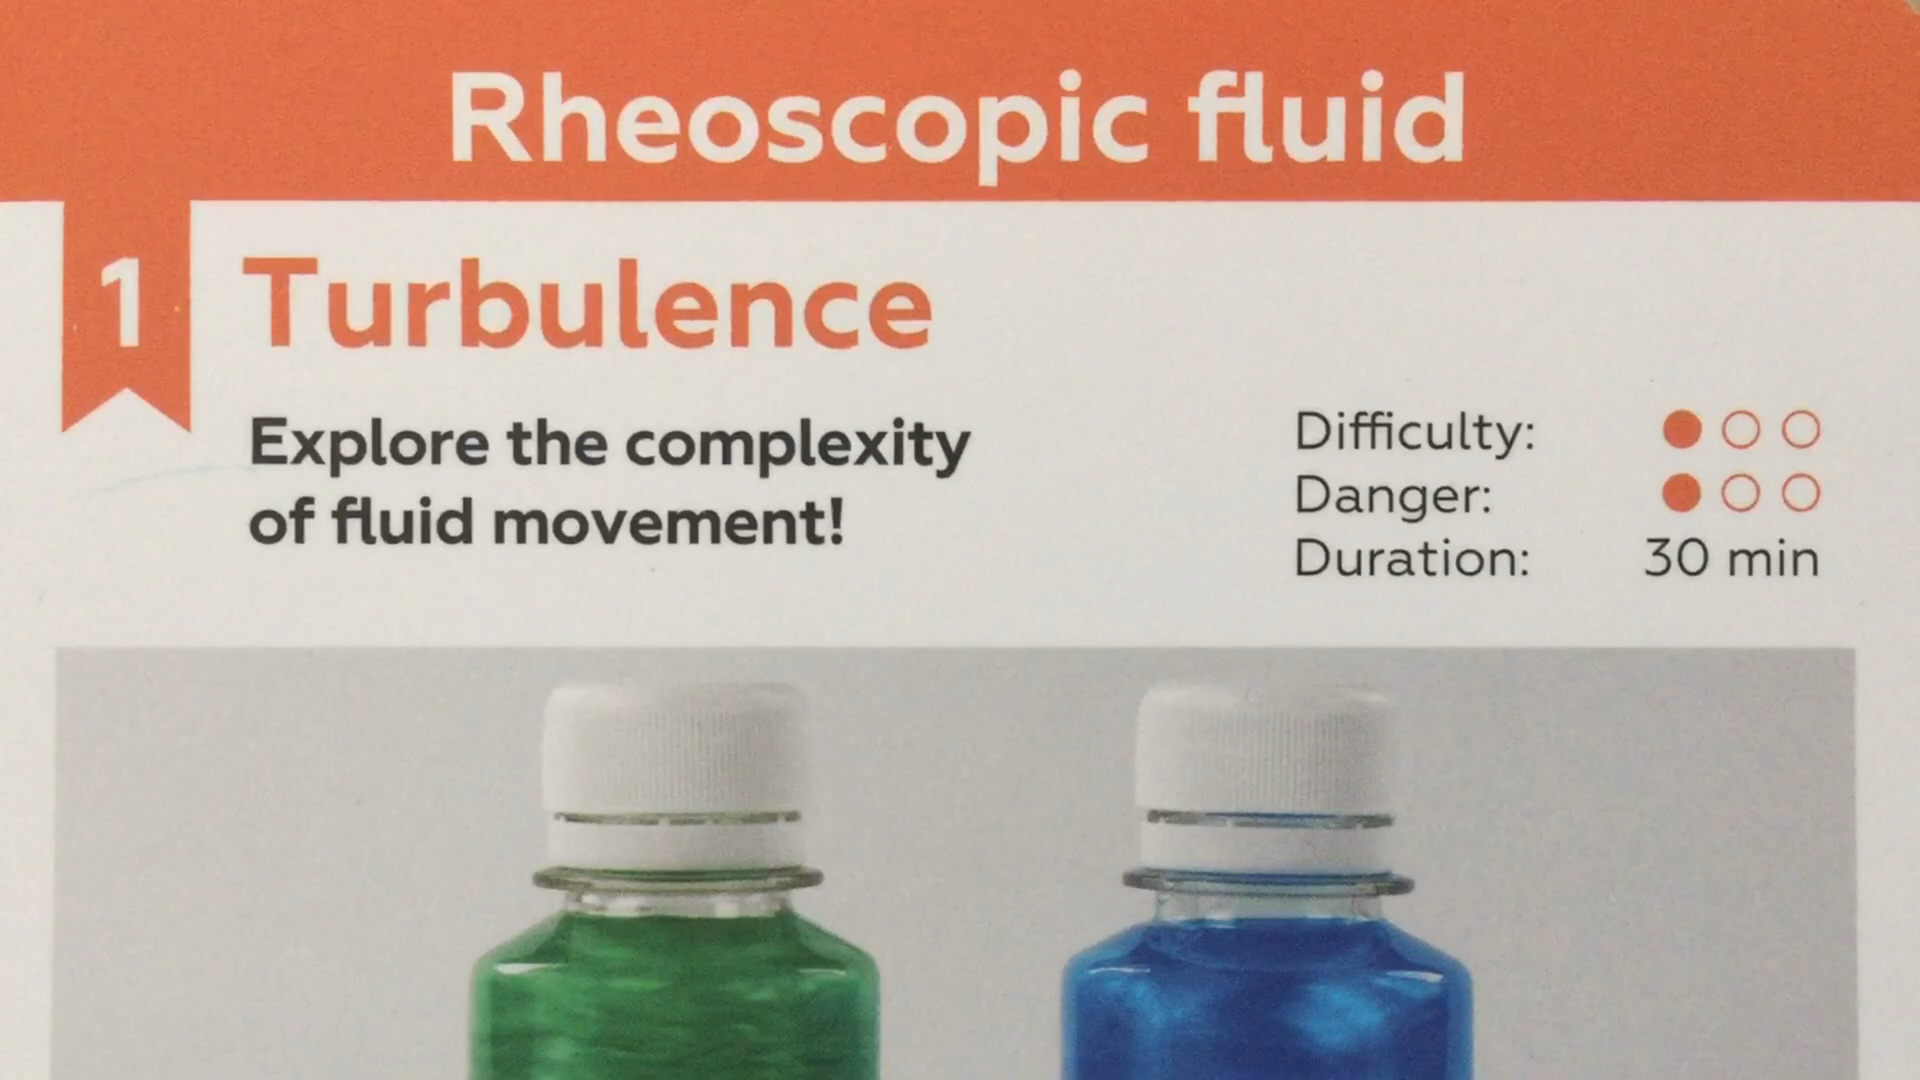 Rheoscopic fluid
1
Turbulence
Explore the complexity
of fluid movement!
Difficulty:
Danger:
Duration: 30 min